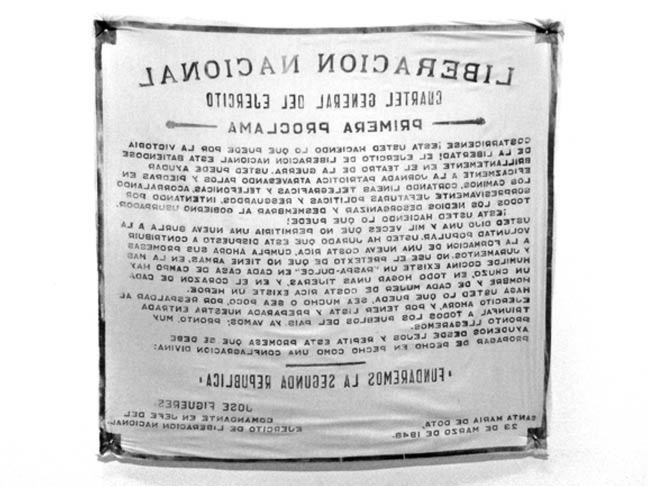 LIBERACION NACIONAL
CUARTEL GENERAL DEL EJERCITO
PRIMERA PROCLAMA
COSTARRICENSE: ¡ESTA USTED HACIENDO LO QUE PUEDE POR LA VICTORIA
DE LA LIBERTAD! EL EJERCITO DE LIBERACION NACIONAL ESTA BATIENDOSE
BRILLANTEMENTE EN EL TEATRO DE LA GUERRA. USTED PUEDE AYUDAR
EFICAZMENTE A LA JORNADA PATRIOTICA ATRAVESANDO PALOS Y PIEDRAS EN
LOS CAMINOS, CORTANDO LINEAS TELEGRAFICAS Y TELEFONICAS, ACORRALANDO
SORPRESIVAMENTE JEFATURAS POLITICAS Y RESGUARDOS, INTENTANDO POR
TODOS LOS MEDIOS DESORGANIZAR Y DESMEMBRAR AL GOBIERNO USURPADOR.
¡ESTA USTED HACIENDO LO QUE PUEDE!
USTED DIJO UNA Y MIL VECES QUE NO PERMITIRIA UNA NUEVA BURLA A LA
VOLUNTAD POPULAR. USTED HA JURADO QUE ESTA DISPUESTO A CONTRIBUIR
A LA FORMACION DE UNA NUEVA COSTA RICA, CUMPLA AHORA SUS PROMESAS
Y JURAMENTOS. NO USE EL PRETEXTO DE QUE NO TIENE ARMAS. EN LA MAS
HUMILDE COCINA EXISTE UN "RASPA-DULCE" EN CADA CASA DE CAMPO HAY
UN CHUZO, EN TODO HOGAR UNAS TIJERAS, Y EN EL CORAZON DE CADA
HOMBRE Y DE CADA MUJER DE COSTA RICA EXISTE UN HEROE.
HAGA USTED LO QUE PUEDA, SEA MUCHO O SEA POCO, POR RESPALDAR AL
EJERCITO AHORA, Y POR TENER LISTA Y PREPARADA NUESTRA ENTRADA
TRIUNFAL A TODOS LOS PUEBLOS DEL PAIS. YA VAMOS; PRONTO, MUY
PRONTO LLEGAREMOS.
AYUDENOS DESDE LEJOS Y REPITA ESTA PROMESA QUE SE DEBE
PROPAGAR DE PECHO EN PECHO COMO UNA CONFLAGRACION DIVINA:
"FUNDAREMOS LA SEGUNDA REPUBLICA"
SANTA MARIA DE DOTA,
23 DE MARZO DE 1948.
JOSE FIGUERES:
COMANDANTE EN JEFE DEL
EJERCITO DE LIBERACION NACIONAL.